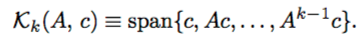 𝒦ₖ(A, c) ≡ span{c, Ac, . . . , Aᵏ⁻¹c}.